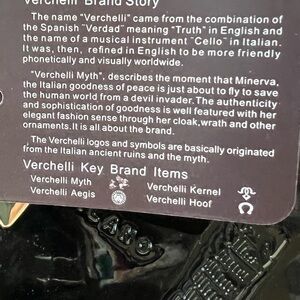 Verchelli Brand Story
The name "Verchelli" came from the combination of
the Spanish "Verdad" meaning "Truth" in English and
the name of a musical instrument "Cello" in Italian.
It was, then, refined in English to be more friendly
phonetically and visually worldwide.
"Verchelli Myth", describes the moment that Minerva,
the Italian goodness of peace is just about to fly to save
the human world from a devil invader. The authenticity
and sophistication of goodness is well featured with her
elegant fashion sense through her cloak, wrath and other
ornaments. It is all about the brand.
The Verchelli logos and symbols are basically originated
from the Italian ancient ruins and the myth.
Verchelli Key Brand Items
Verchelli Myth Verchelli Kernel
Verchelli Aegis Verchelli Hoof